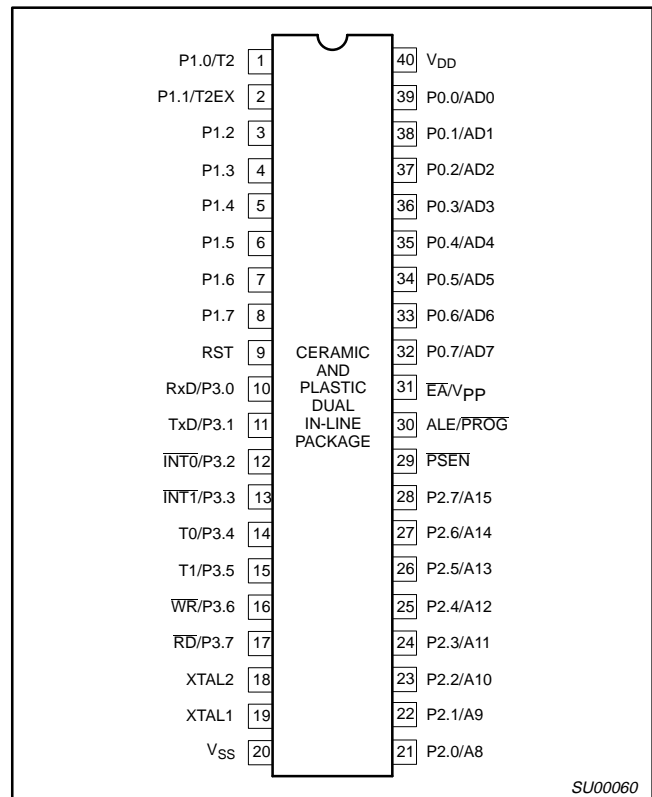 P1.0/T2 1 40 VDD
P1.1/T2EX 2 39 P0.0/AD0
P1.2 3 38 P0.1/AD1
P1.3 4 37 P0.2/AD2
P1.4 5 36 P0.3/AD3
P1.5 6 35 P0.4/AD4
P1.6 7 34 P0.5/AD5
P1.7 8 33 P0.6/AD6
RST 9 32 P0.7/AD7
RxD/P3.0 10 31 E̅A̅/VPP
TxD/P3.1 11 30 ALE/P̅R̅O̅G̅
I̅N̅T̅0̅/P3.2 12 29 P̅S̅E̅N̅
I̅N̅T̅1̅/P3.3 13 28 P2.7/A15
T0/P3.4 14 27 P2.6/A14
T1/P3.5 15 26 P2.5/A13
W̅R̅/P3.6 16 25 P2.4/A12
R̅D̅/P3.7 17 24 P2.3/A11
XTAL2 18 23 P2.2/A10
XTAL1 19 22 P2.1/A9
VSS 20 21 P2.0/A8
CERAMIC
AND
PLASTIC
DUAL
IN-LINE
PACKAGE
SU00060